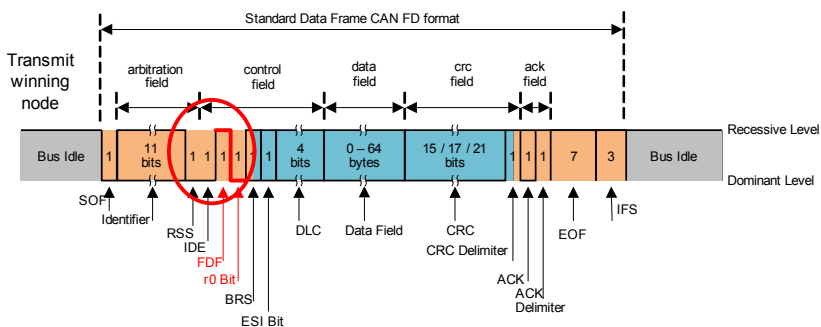 Standard Data Frame CAN FD format
Transmit
winning
node
arbitration
field
control
field
data
field
crc
field
ack
field
Recessive Level
Bus Idle
1
11
bits
1
1
1
1
1
1
4
bits
0 – 64
bytes
15 / 17 / 21
bits
1
1
1
7
3
Bus Idle
Dominant Level
SOF
Identifier
RSS
IDE
FDF
r0 Bit
BRS
ESI Bit
DLC
Data Field
CRC
CRC Delimiter
ACK
ACK
Delimiter
EOF
IFS